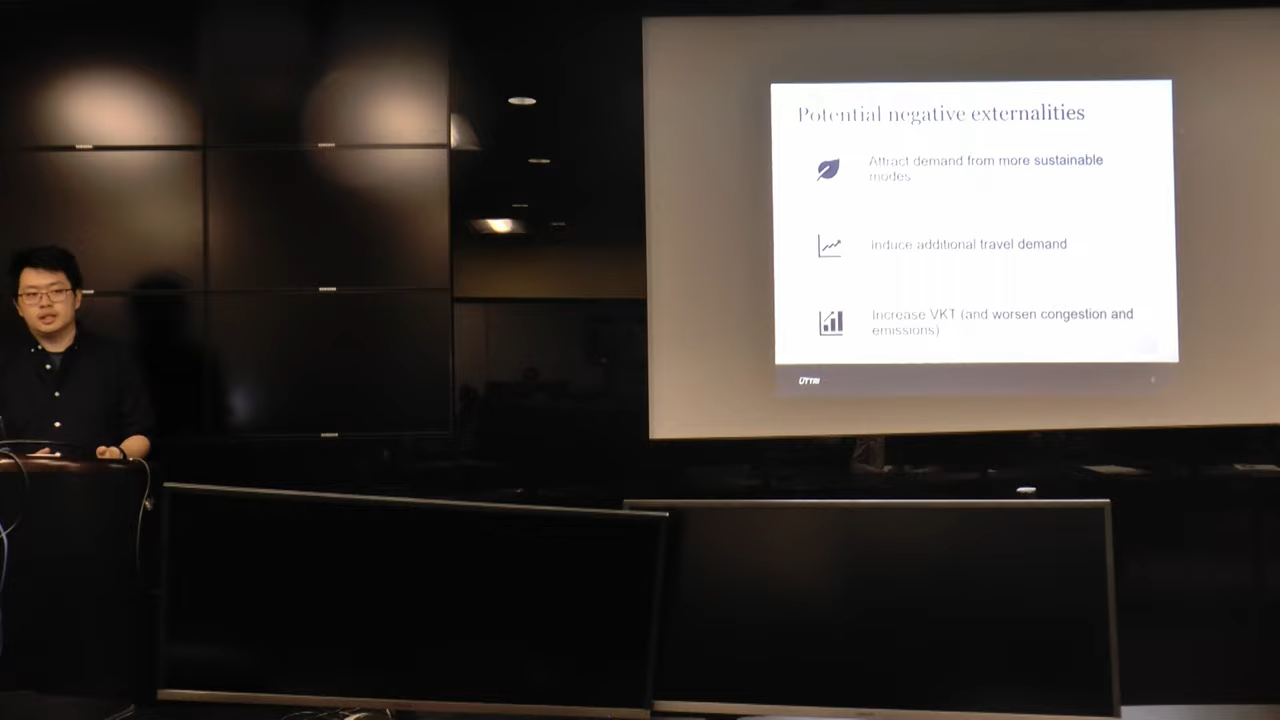 Potential negative externalities
Attract demand from more sustainable
modes
Induce additional travel demand
Increase VKT (and worsen congestion and
emissions)
UTTRI